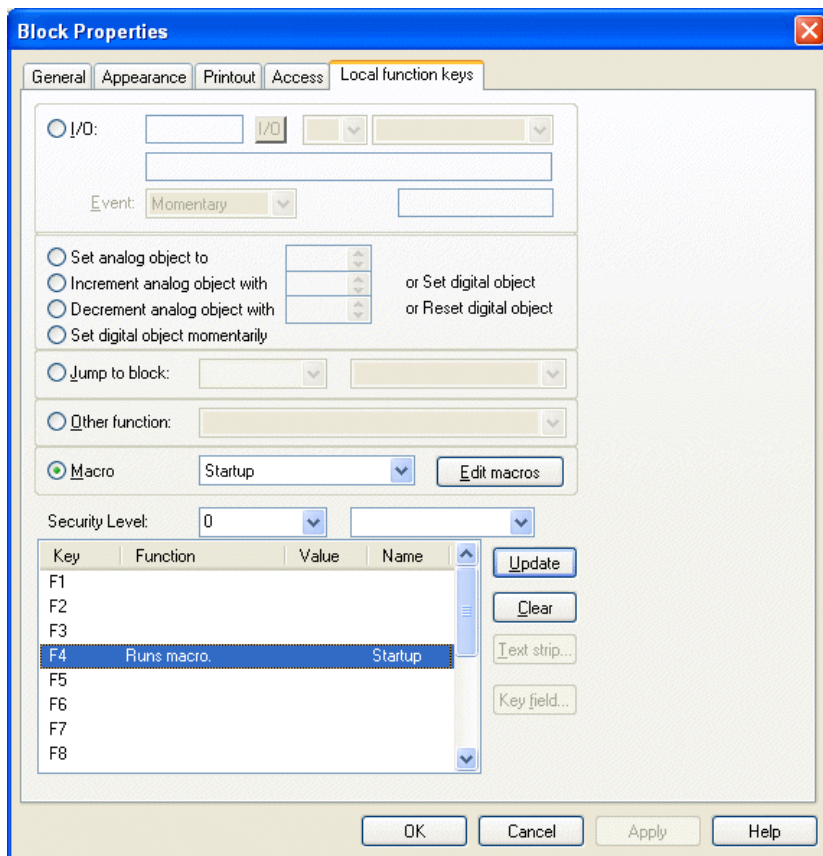 Block Properties
General Appearance Printout Access Local function keys
I/O: I/O
Event: Momentary
Set analog object to
Increment analog object with or Set digital object
Decrement analog object with or Reset digital object
Set digital object momentarily
Jump to block:
Other function:
Macro Startup Edit macros
Security Level: 0
Key Function Value Name Update
F1
F2 Clear
F3
F4 Runs macro. Startup Text strip...
F5
F6 Key field...
F7
F8
OK Cancel Apply Help